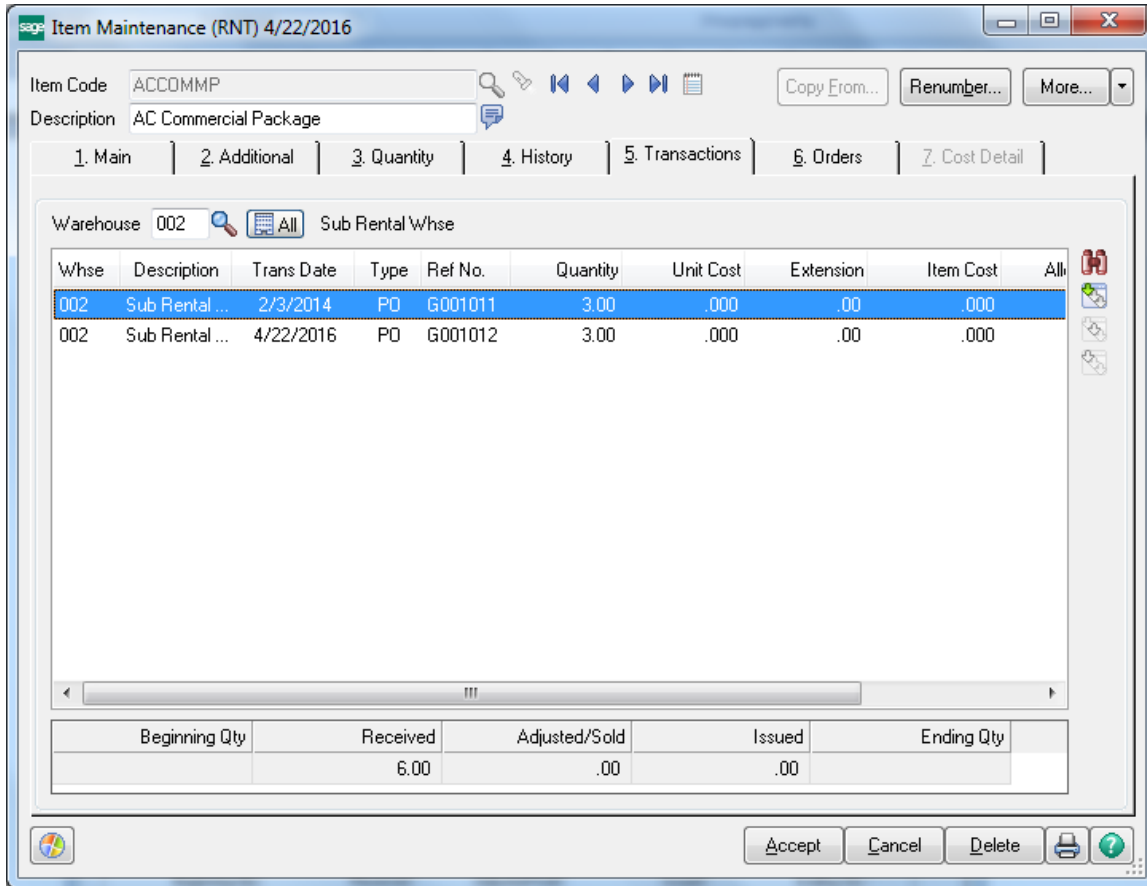 sage Item Maintenance (RNT) 4/22/2016
Item Code ACCOMMP Copy From... Renumber... More...
Description AC Commercial Package
1. Main 2. Additional 3. Quantity 4. History 5. Transactions 6. Orders 7. Cost Detail
Warehouse 002 All Sub Rental Whse
Whse Description Trans Date Type Ref No. Quantity Unit Cost Extension Item Cost
002 Sub Rental ... 2/3/2014 PO G001011 3.00 .000 .00 .000
002 Sub Rental ... 4/22/2016 PO G001012 3.00 .000 .00 .000
Beginning Qty Received Adjusted/Sold Issued Ending Qty
6.00 .00 .00
Accept Cancel Delete